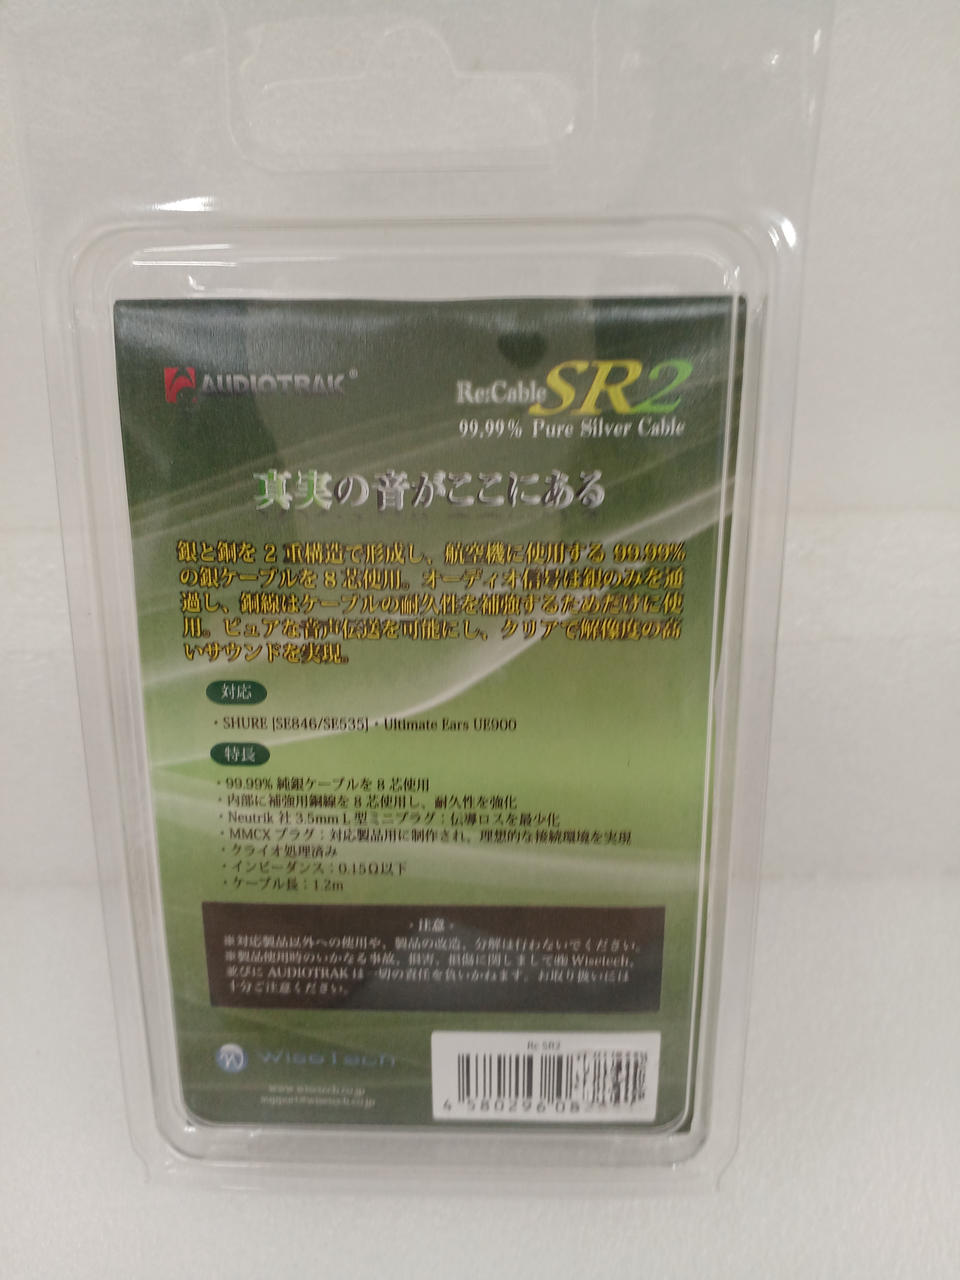 AUDIOTRAK®
Re:Cable SR2
99.99% Pure Silver Cable
真実の音がここにある
銀と銅を 2 重構造で形成し、航空機に使用する 99.99%
の銀ケーブルを 8 芯使用。オーディオ信号は銀のみを通
過し、銅線はケーブルの耐久性を補強するためだけに使
用。ピュアな音声伝送を可能にし、クリアで解像度の高
いサウンドを実現。
対応
・SHURE [SE846/SE535]・Ultimate Ears UE900
特長
・99.99% 純銀ケーブルを 8 芯使用
・内部に補強用銅線を 8 芯使用し、耐久性を強化
・Neutrik 社 3.5mm L 型ミニプラグ：伝導ロスを最少化
・MMCX プラグ：対応製品用に制作され、理想的な接続環境を実現
・クライオ処理済み
・インピーダンス：0.15Ω以下
・ケーブル長：1.2m
- 注意 -
※対応製品以外への使用や、製品の改造、分解は行わないでください。
※製品使用時のいかなる事故、損害、損傷に関しまして㈱ Wisetech、
並びに AUDIOTRAK は一切の責任を負いかねます。お取り扱いには
十分ご注意ください。
Re SR2
WiseTech
www.wisetech.co.jp
support@wisetech.co.jp
4 580296 08